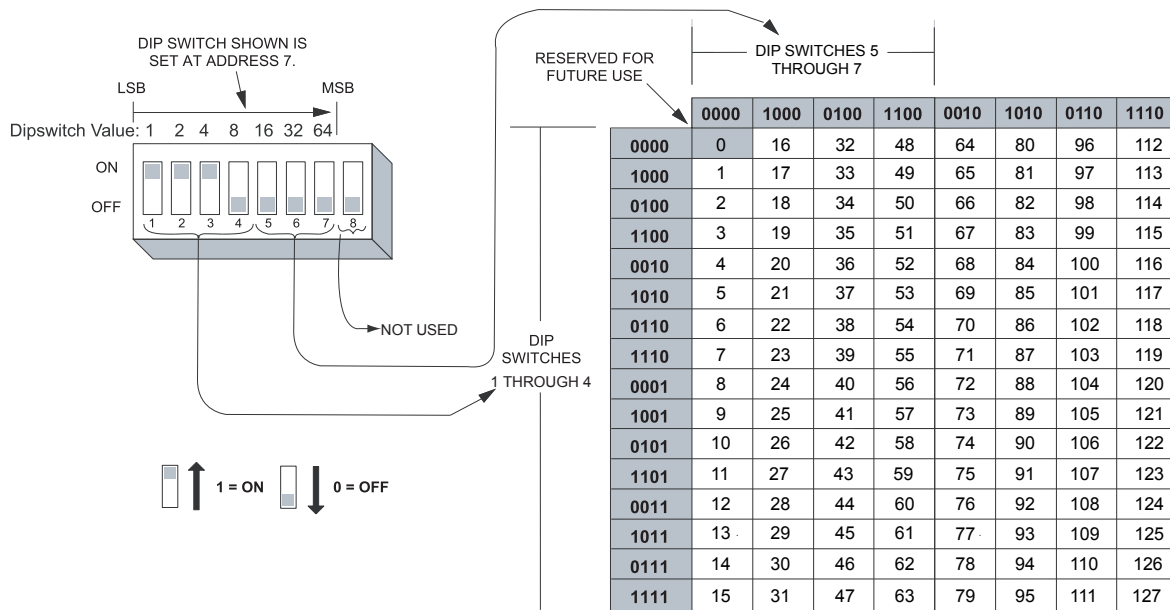 DIP SWITCH SHOWN IS
SET AT ADDRESS 7.
LSB MSB
Dipswitch Value: 1 2 4 8 16 32 64
ON
OFF
1 2 3 4 5 6 7 8
NOT USED
DIP
SWITCHES
1 THROUGH 4
1 = ON 0 = OFF
RESERVED FOR
FUTURE USE
DIP SWITCHES 5
THROUGH 7
0000 1000 0100 1100 0010 1010 0110 1110
0000 0 16 32 48 64 80 96 112
1000 1 17 33 49 65 81 97 113
0100 2 18 34 50 66 82 98 114
1100 3 19 35 51 67 83 99 115
0010 4 20 36 52 68 84 100 116
1010 5 21 37 53 69 85 101 117
0110 6 22 38 54 70 86 102 118
1110 7 23 39 55 71 87 103 119
0001 8 24 40 56 72 88 104 120
1001 9 25 41 57 73 89 105 121
0101 10 26 42 58 74 90 106 122
1101 11 27 43 59 75 91 107 123
0011 12 28 44 60 76 92 108 124
1011 13 29 45 61 77 93 109 125
0111 14 30 46 62 78 94 110 126
1111 15 31 47 63 79 95 111 127